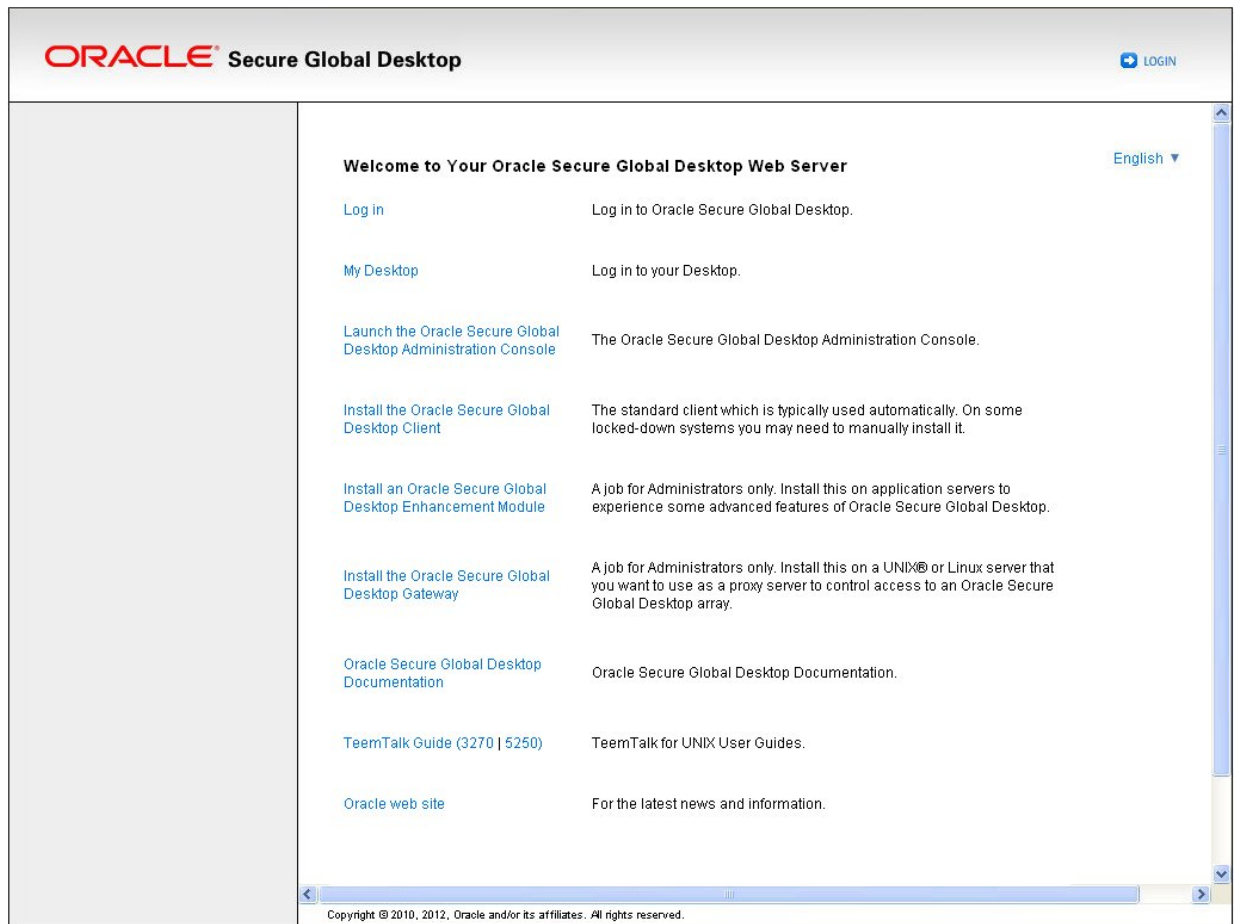 ORACLE® Secure Global Desktop
LOGIN
English ▼
Welcome to Your Oracle Secure Global Desktop Web Server
Log in
Log in to Oracle Secure Global Desktop.
My Desktop
Log in to your Desktop.
Launch the Oracle Secure Global
Desktop Administration Console
The Oracle Secure Global Desktop Administration Console.
Install the Oracle Secure Global
Desktop Client
The standard client which is typically used automatically. On some
locked-down systems you may need to manually install it.
Install an Oracle Secure Global
Desktop Enhancement Module
A job for Administrators only. Install this on application servers to
experience some advanced features of Oracle Secure Global Desktop.
Install the Oracle Secure Global
Desktop Gateway
A job for Administrators only. Install this on a UNIX® or Linux server that
you want to use as a proxy server to control access to an Oracle Secure
Global Desktop array.
Oracle Secure Global Desktop
Documentation
Oracle Secure Global Desktop Documentation.
TeemTalk Guide (3270 | 5250)
TeemTalk for UNIX User Guides.
Oracle web site
For the latest news and information.
Copyright © 2010, 2012, Oracle and/or its affiliates. All rights reserved.